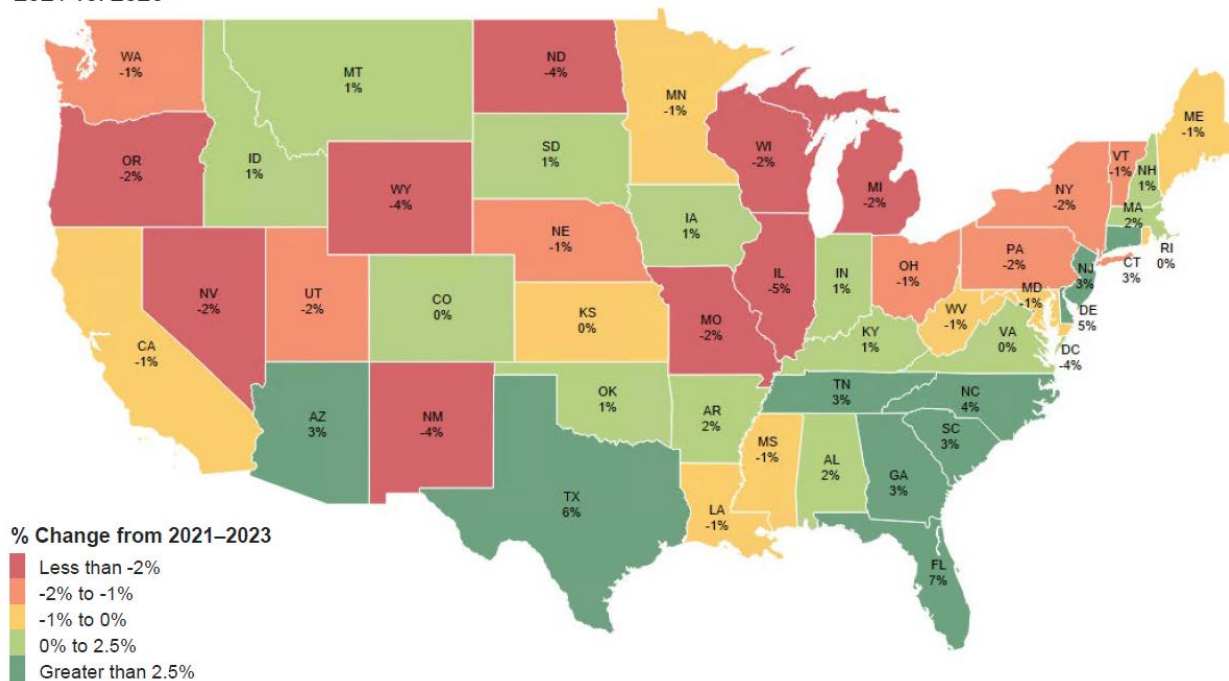 WA
-1%
MT
1%
ND
-4%
MN
-1%
ME
-1%
OR
-2%
ID
1%
SD
1%
WI
-2%
VT
-1%
NH
1%
WY
-4%
MI
-2%
NY
-2%
MA
2%
IA
1%
NE
-1%
RI
0%
CT
3%
PA
-2%
OH
-1%
IN
1%
IL
-5%
NJ
3%
NV
-2%
UT
-2%
CO
0%
KS
0%
MO
-2%
WV
-1%
MD
-1%
DE
5%
VA
0%
KY
1%
DC
-4%
CA
-1%
TN
3%
NC
4%
OK
1%
AR
2%
AZ
3%
NM
-4%
SC
3%
MS
-1%
AL
2%
GA
3%
TX
6%
LA
-1%
FL
7%
% Change from 2021–2023
Less than -2%
-2% to -1%
-1% to 0%
0% to 2.5%
Greater than 2.5%